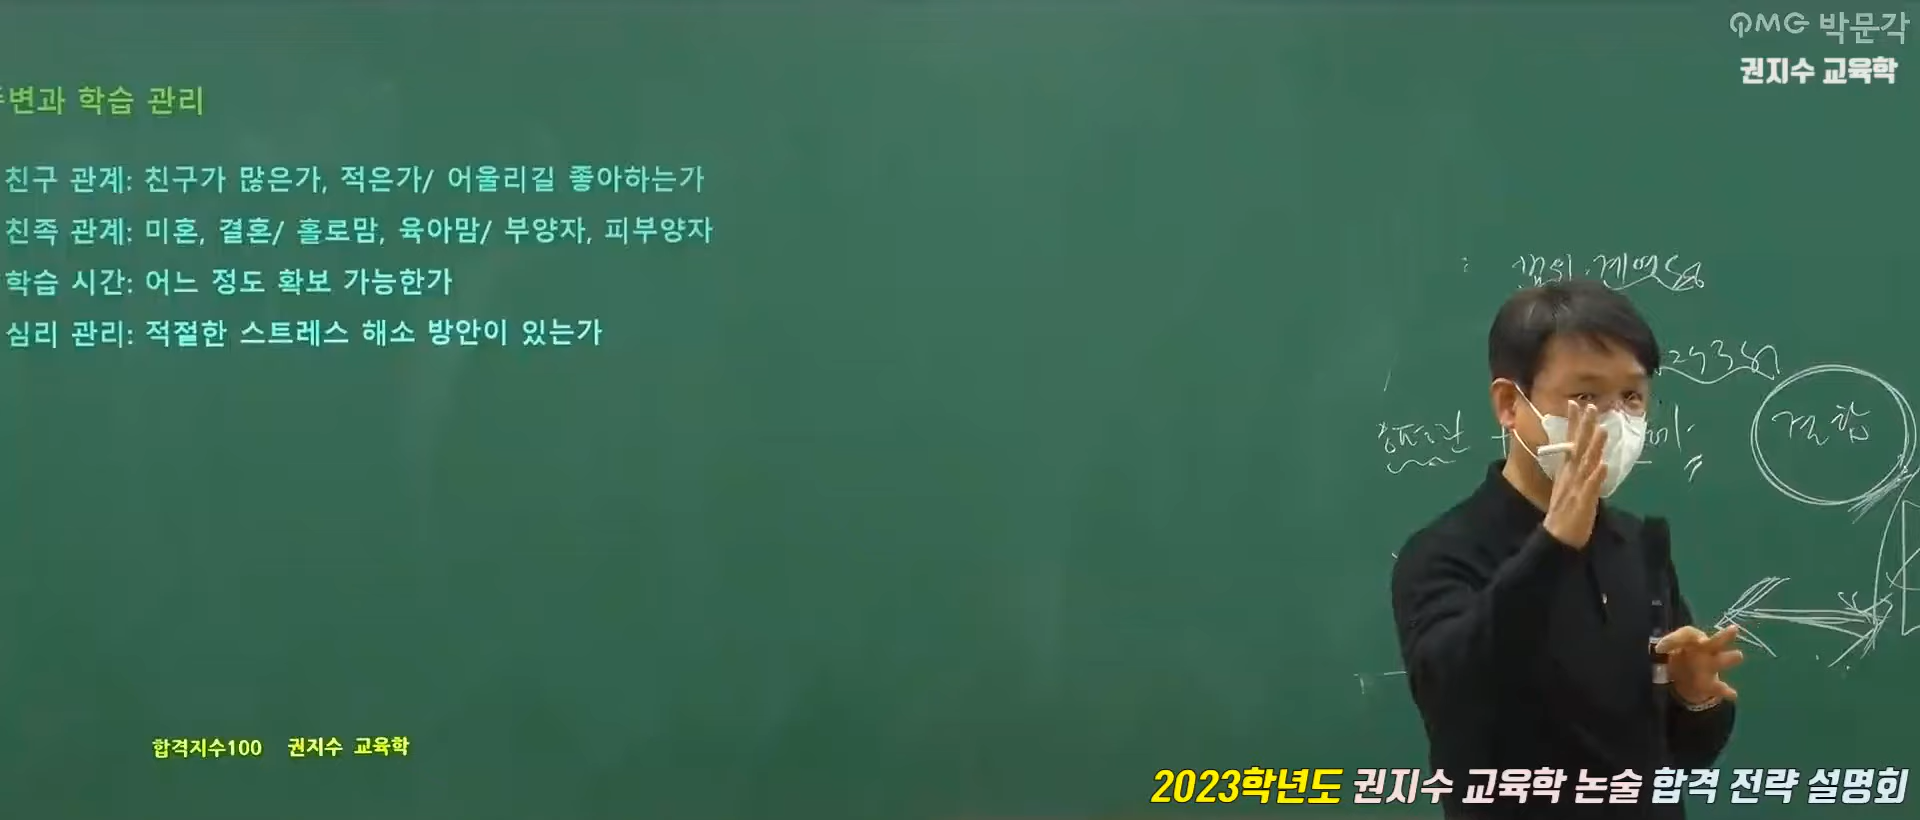 PMG 박문각
권지수 교육학
변과 학습 관리
친구 관계: 친구가 많은가, 적은가/ 어울리길 좋아하는가
친족 관계: 미혼, 결혼/ 홀로맘, 육아맘/ 부양자, 피부양자
학습 시간: 어느 정도 확보 가능한가
심리 관리: 적절한 스트레스 해소 방안이 있는가
결합
합격지수100 권지수 교육학
2023학년도 권지수 교육학 논술 합격 전략 설명회